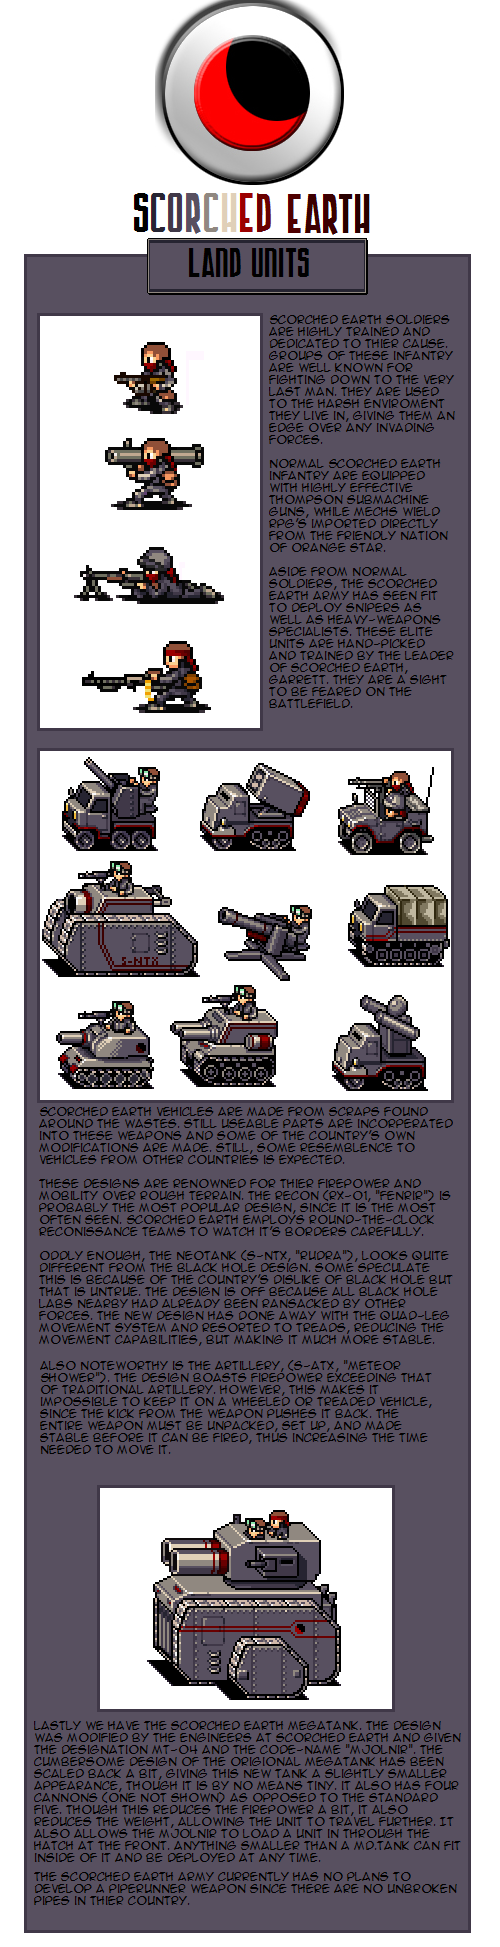 SCORCHED EARTH
LAND UNITS
SCORCHED EARTH SOLDIERS
ARE HIGHLY TRAINED AND
DEDICATED TO THIER CAUSE.
GROUPS OF THESE INFANTRY
ARE WELL KNOWN FOR
FIGHTING DOWN TO THE VERY
LAST MAN. THEY ARE USED
TO THE HARSH ENVIROMENT
THEY LIVE IN, GIVING THEM AN
EDGE OVER ANY INVADING
FORCES.
NORMAL SCORCHED EARTH
INFANTRY ARE EQUIPPED
WITH HIGHLY EFFECTIVE
THOMPSON SUBMACHINE
GUNS, WHILE MECHS WIELD
RPG'S IMPORTED DIRECTLY
FROM THE FRIENDLY NATION
OF ORANGE STAR.
ASIDE FROM NORMAL
SOLDIERS, THE SCORCHED
EARTH ARMY HAS SEEN FIT
TO DEPLOY SNIPERS AS
WELL AS HEAVY-WEAPONS
SPECIALISTS. THESE ELITE
UNITS ARE HAND-PICKED
AND TRAINED BY THE LEADER
OF SCORCHED EARTH,
GARRETT. THEY ARE A SIGHT
TO BE FEARED ON THE
BATTLEFIELD.
S-NTX
SCORCHED EARTH VEHICLES ARE MADE FROM SCRAPS FOUND
AROUND THE WASTES. STILL USEABLE PARTS ARE INCORPERATED
INTO THESE WEAPONS AND SOME OF THE COUNTRY'S OWN
MODIFICATIONS ARE MADE. STILL, SOME RESEMBLENCE TO
VEHICLES FROM OTHER COUNTRIES IS EXPECTED.
THESE DESIGNS ARE RENOWNED FOR THIER FIREPOWER AND
MOBILITY OVER ROUGH TERRAIN. THE RECON (RX-01, "FENRIR") IS
PROBABLY THE MOST POPULAR DESIGN, SINCE IT IS THE MOST
OFTEN SEEN. SCORCHED EARTH EMPLOYS ROUND-THE-CLOCK
RECONISSANCE TEAMS TO WATCH IT'S BORDERS CAREFULLY.
ODDLY ENOUGH, THE NEOTANK (S-NTX, "RUDRA"), LOOKS QUITE
DIFFERENT FROM THE BLACK HOLE DESIGN. SOME SPECULATE
THIS IS BECAUSE OF THE COUNTRY'S DISLIKE OF BLACK HOLE BUT
THAT IS UNTRUE. THE DESIGN IS OFF BECAUSE ALL BLACK HOLE
LABS NEARBY HAD ALREADY BEEN RANSACKED BY OTHER
FORCES. THE NEW DESIGN HAS DONE AWAY WITH THE QUAD-LEG
MOVEMENT SYSTEM AND RESORTED TO TREADS, REDUCING THE
MOVEMENT CAPABILITIES, BUT MAKING IT MUCH MORE STABLE.
ALSO NOTEWORTHY IS THE ARTILLERY, (S-ATX, "METEOR
SHOWER"). THE DESIGN BOASTS FIREPOWER EXCEEDING THAT
OF TRADITIONAL ARTILLERY. HOWEVER, THIS MAKES IT
IMPOSSIBLE TO KEEP IT ON A WHEELED OR TREADED VEHICLE,
SINCE THE KICK FROM THE WEAPON PUSHES IT BACK. THE
ENTIRE WEAPON MUST BE UNPACKED, SET UP, AND MADE
STABLE BEFORE IT CAN BE FIRED, THUS INCREASING THE TIME
NEEDED TO MOVE IT.
LASTLY WE HAVE THE SCORCHED EARTH MEGATANK. THE DESIGN
WAS MODIFIED BY THE ENGINEERS AT SCORCHED EARTH AND GIVEN
THE DESIGNATION MT-04 AND THE CODE-NAME "MJOLNIR". THE
CUMBERSOME DESIGN OF THE ORIGIONAL MEGATANK HAS BEEN
SCALED BACK A BIT, GIVING THIS NEW TANK A SLIGHTLY SMALLER
APPEARANCE, THOUGH IT IS BY NO MEANS TINY. IT ALSO HAS FOUR
CANNONS (ONE NOT SHOWN) AS OPPOSED TO THE STANDARD
FIVE. THOUGH THIS REDUCES THE FIREPOWER A BIT, IT ALSO
REDUCES THE WEIGHT, ALLOWING THE UNIT TO TRAVEL FURTHER. IT
ALSO ALLOWS THE MJOLNIR TO LOAD A UNIT IN THROUGH THE
HATCH AT THE FRONT. ANYTHING SMALLER THAN A MD.TANK CAN FIT
INSIDE OF IT AND BE DEPLOYED AT ANY TIME.
THE SCORCHED EARTH ARMY CURRENTLY HAS NO PLANS TO
DEVELOP A PIPERUNNER WEAPON SINCE THERE ARE NO UNBROKEN
PIPES IN THIER COUNTRY.